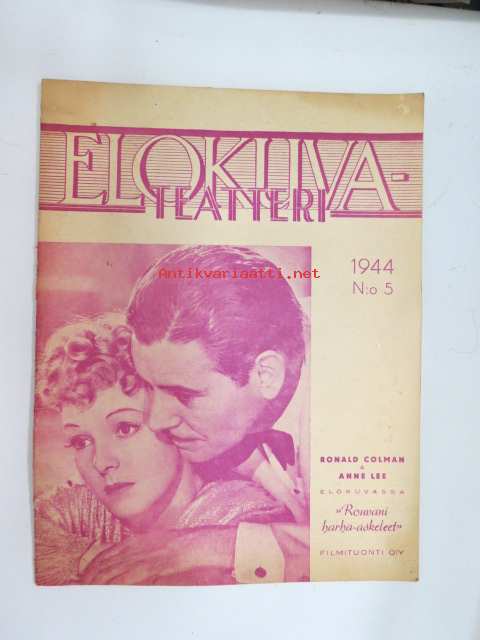 ELOKUVA-
TEATTERI
Antikvariaatti.net
1944
N:o 5
RONALD COLMAN
&
ANNE LEE
ELOKUVASSA
»Rouvani
harha-askeleet»
FILMITUONTI O/Y